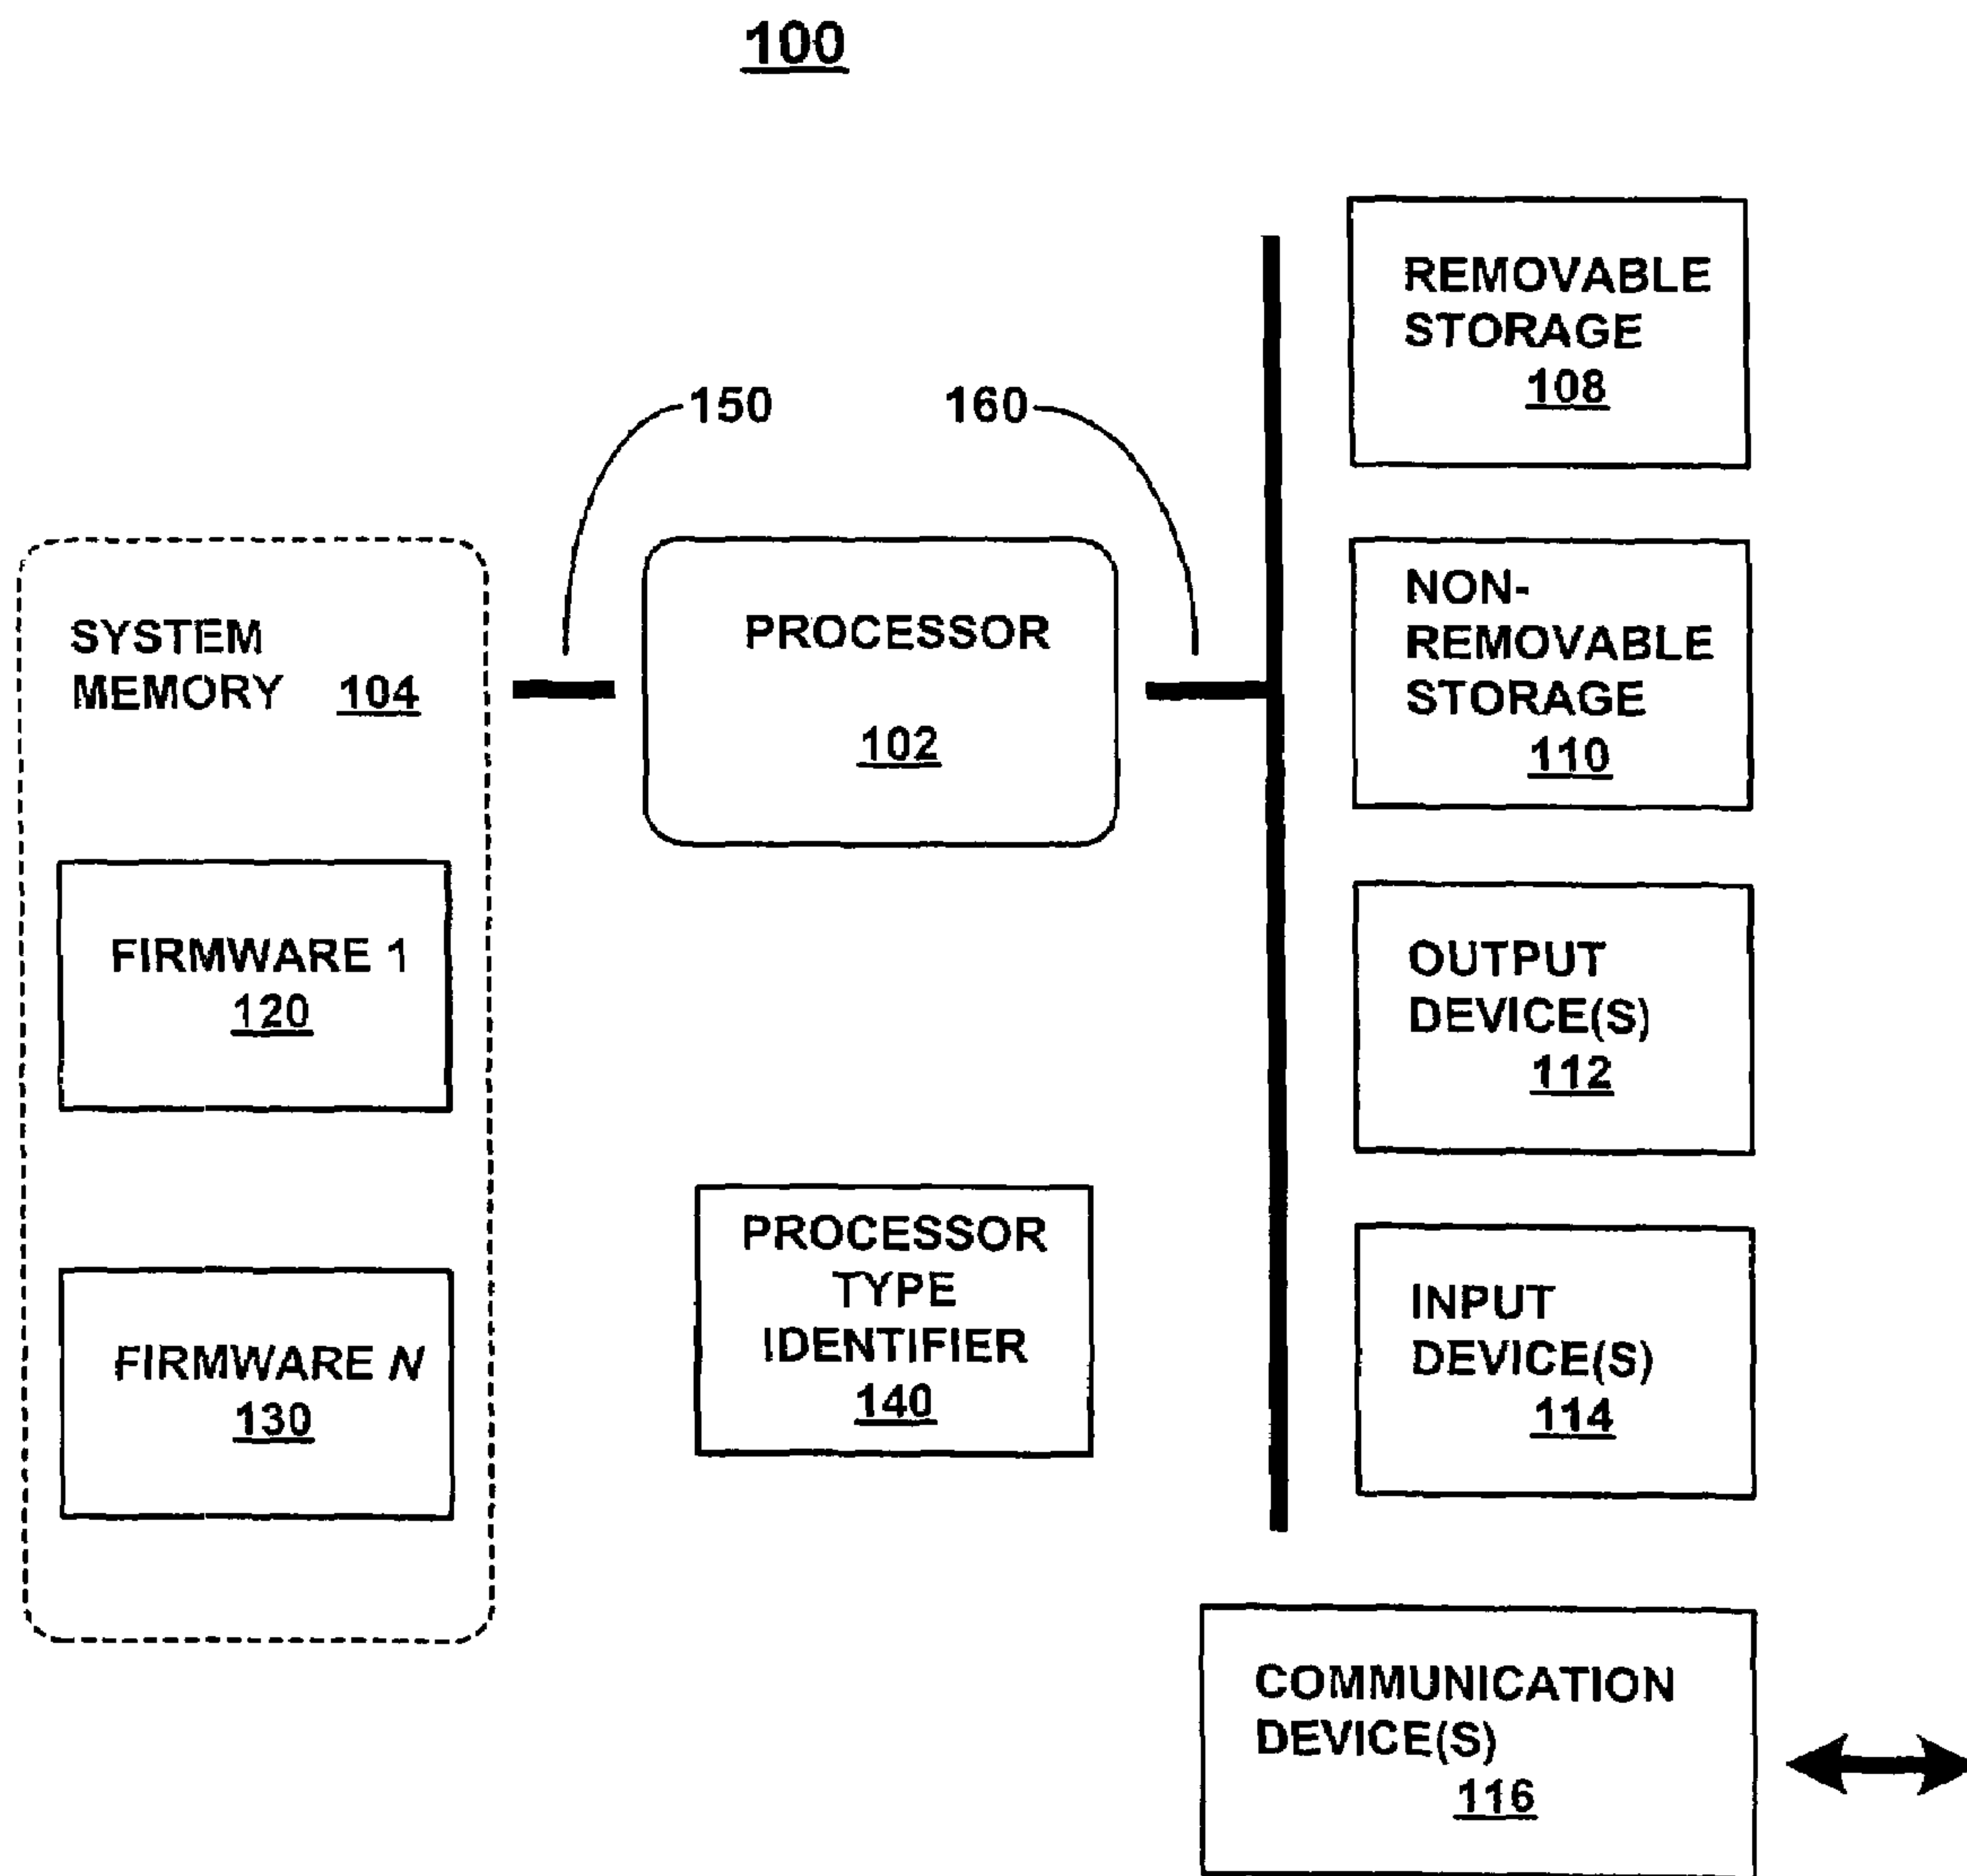 100
150
160
SYSTEM
MEMORY 104
FIRMWARE 1
120
FIRMWARE N
130
PROCESSOR
102
PROCESSOR
TYPE
IDENTIFIER
140
REMOVABLE
STORAGE
108
NON-
REMOVABLE
STORAGE
110
OUTPUT
DEVICE(S)
112
INPUT
DEVICE(S)
114
COMMUNICATION
DEVICE(S)
116